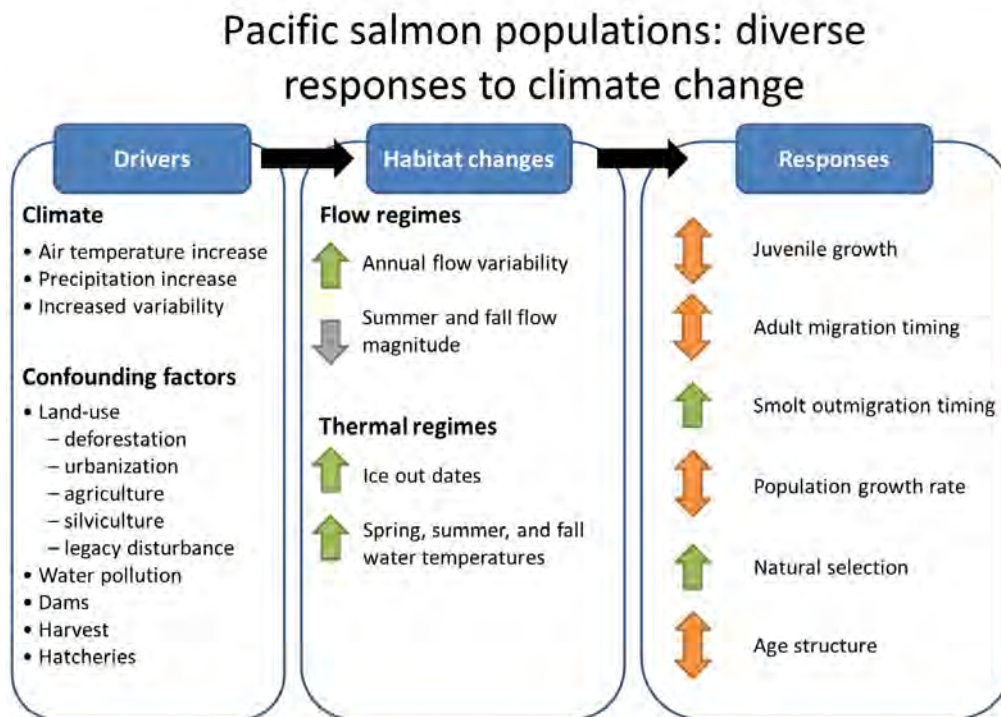 Pacific salmon populations: diverse
responses to climate change
Drivers
Climate
• Air temperature increase
• Precipitation increase
• Increased variability
Confounding factors
• Land-use
– deforestation
– urbanization
– agriculture
– silviculture
– legacy disturbance
• Water pollution
• Dams
• Harvest
• Hatcheries
Habitat changes
Flow regimes
Annual flow variability
Summer and fall flow
magnitude
Thermal regimes
Ice out dates
Spring, summer, and fall
water temperatures
Responses
Juvenile growth
Adult migration timing
Smolt outmigration timing
Population growth rate
Natural selection
Age structure